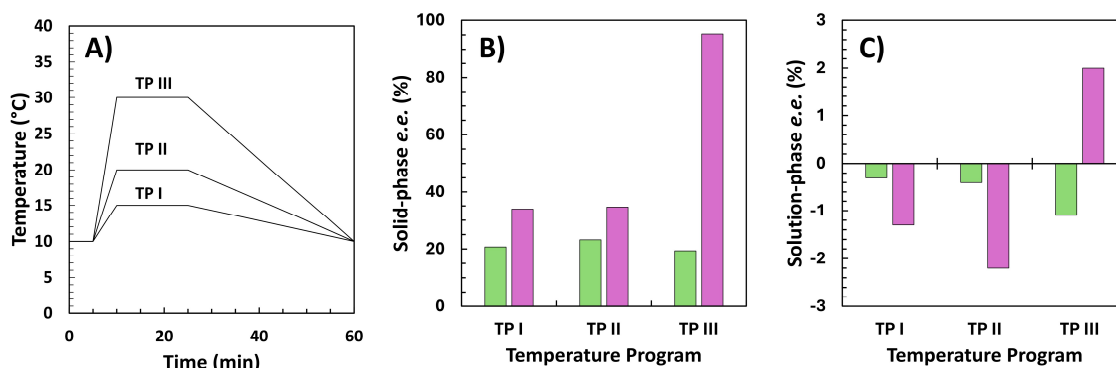 A)
Temperature (°C)
40
35
30
25
20
15
10
5
0
TP III
TP II
TP I
0
20
40
60
Time (min)
B)
Solid-phase e.e. (%)
100
80
60
40
20
0
TP I
TP II
TP III
Temperature Program
C)
Solution-phase e.e. (%)
3
2
1
0
-1
-2
-3
TP I
TP II
TP III
Temperature Program